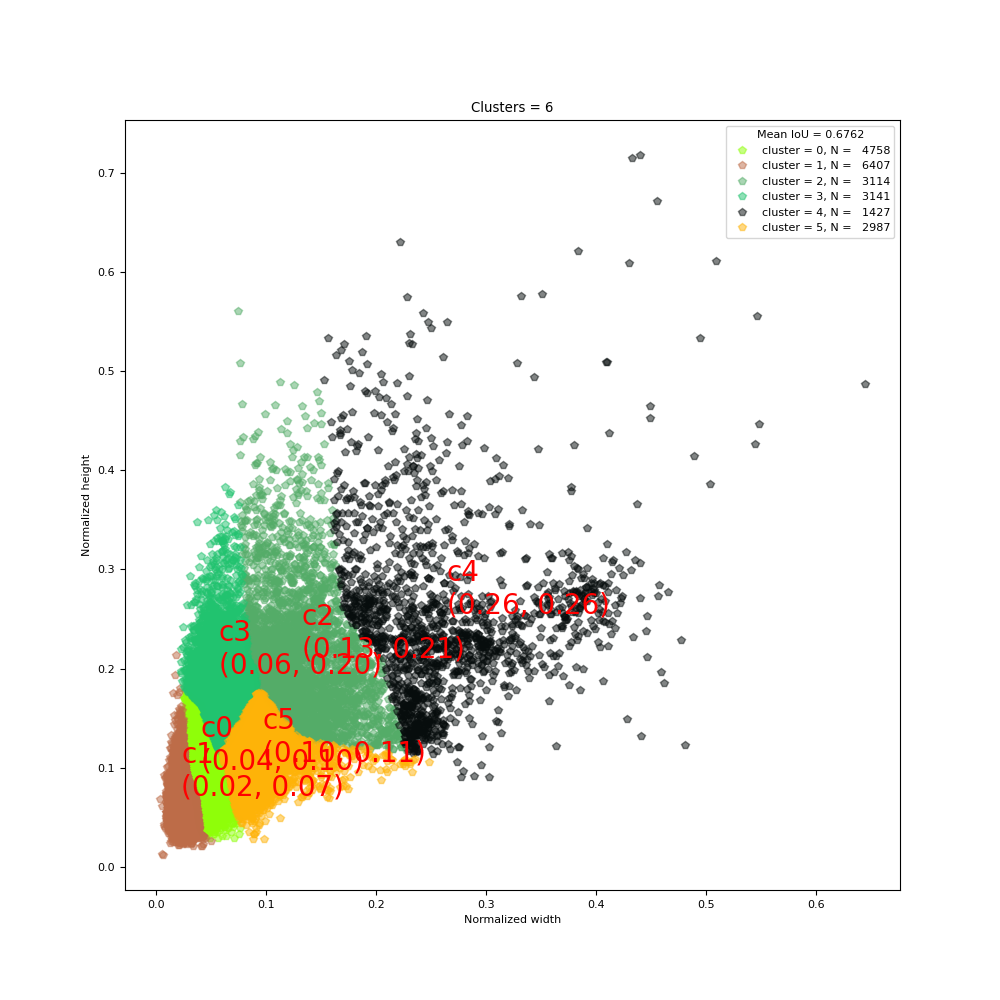 Clusters = 6
Mean IoU = 0.6762
cluster = 0, N = 4758
cluster = 1, N = 6407
cluster = 2, N = 3114
cluster = 3, N = 3141
cluster = 4, N = 1427
cluster = 5, N = 2987
Normalized height
0.7
0.6
0.5
0.4
0.3
0.2
0.1
0.0
c4
(0.26, 0.26)
c2
(0.13, 0.21)
c3
(0.06, 0.20)
c5
(0.10, 0.11)
c0
(0.04, 0.10)
c1
(0.02, 0.07)
0.0 0.1 0.2 0.3 0.4 0.5 0.6
Normalized width